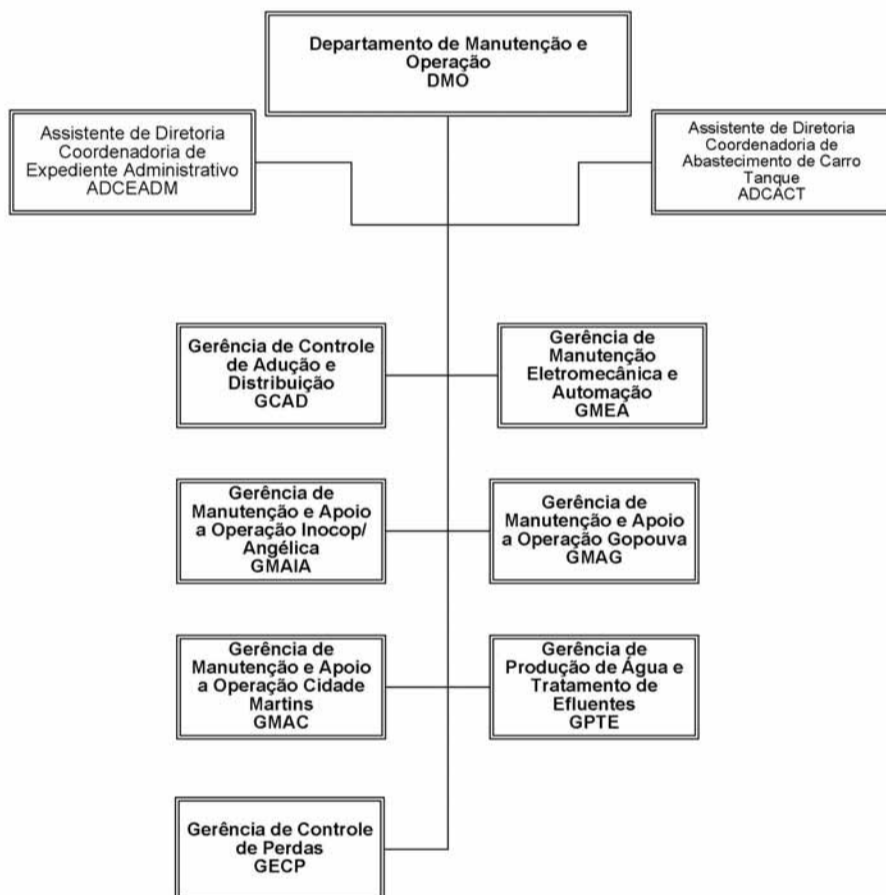 Departamento de Manutenção e
Operação
DMO
Assistente de Diretoria
Coordenadoria de
Expediente Administrativo
ADCEADM
Assistente de Diretoria
Coordenadoria de
Abastecimento de Carro
Tanque
ADCACT
Gerência de Controle
de Adução e
Distribuição
GCAD
Gerência de
Manutenção
Eletromecânica e
Automação
GMEA
Gerência de
Manutenção e Apoio
a Operação Inocop/
Angélica
GMAIA
Gerência de
Manutenção e Apoio
a Operação Gopouva
GMAG
Gerência de
Manutenção e Apoio
a Operação Cidade
Martins
GMAC
Gerência de
Produção de Água e
Tratamento de
Efluentes
GPTE
Gerência de Controle
de Perdas
GECP